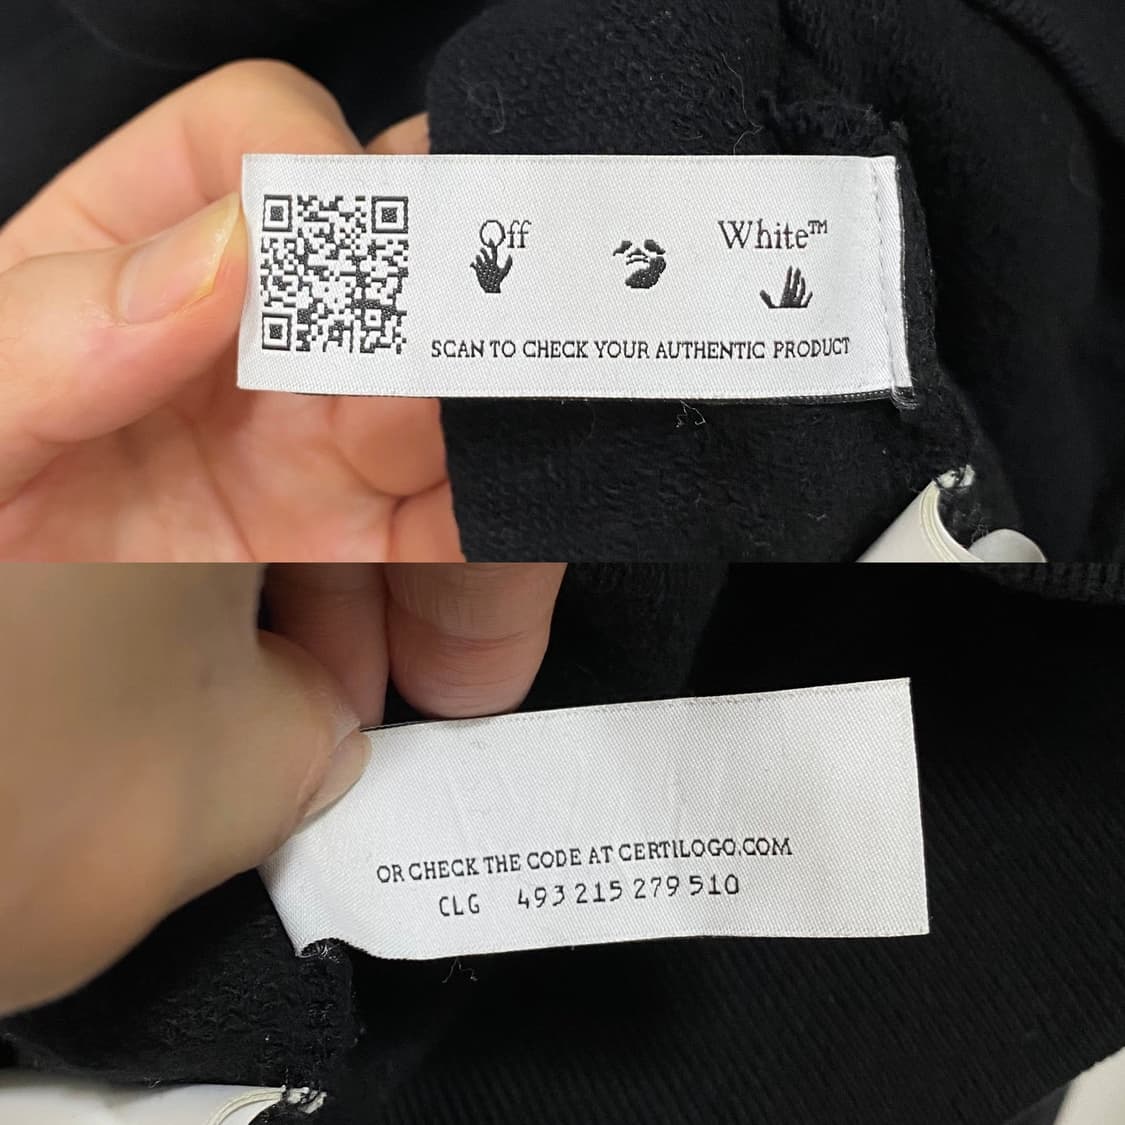 Off White™
SCAN TO CHECK YOUR AUTHENTIC PRODUCT
OR CHECK THE CODE AT CERTILOGO.COM
CLG 493 215 279 510